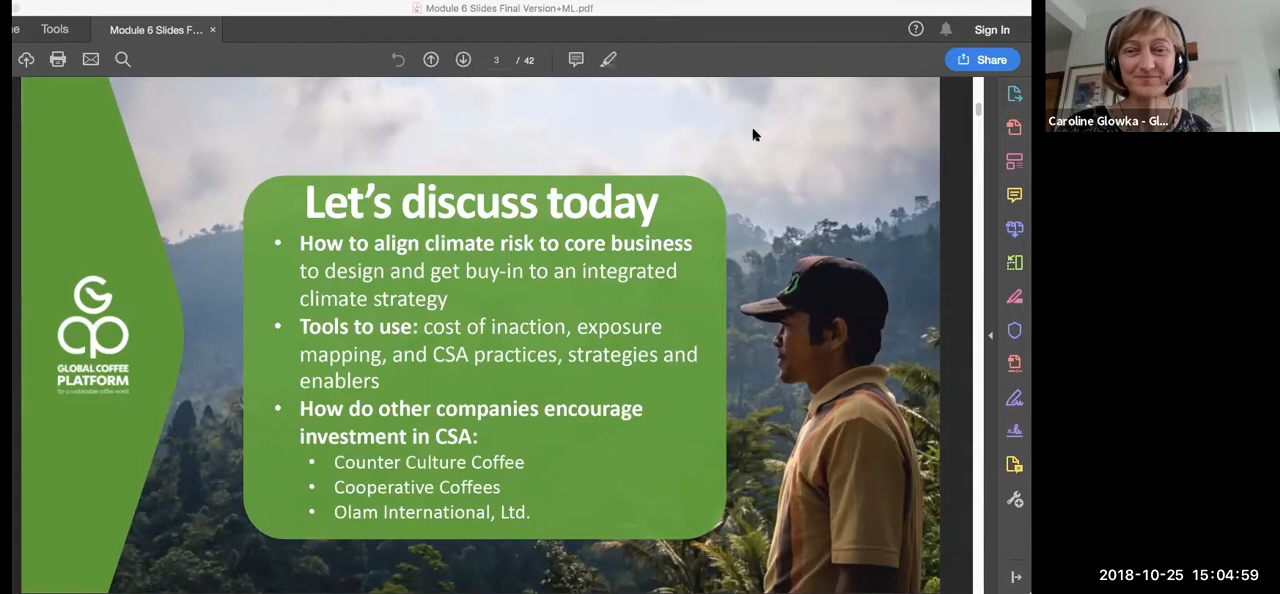 Module 6 Slides Final Version+ML.pdf
e
Tools
Module 6 Slides F... ×
Sign In
3 / 42
Share
Caroline Glowka - Gl...
Let's discuss today
• How to align climate risk to core business
to design and get buy-in to an integrated
climate strategy
• Tools to use: cost of inaction, exposure
mapping, and CSA practices, strategies and
enablers
• How do other companies encourage
investment in CSA:
• Counter Culture Coffee
• Cooperative Coffees
• Olam International, Ltd.
GLOBAL COFFEE
PLATFORM
for a sustainable coffee world
2018-10-25 15:04:59